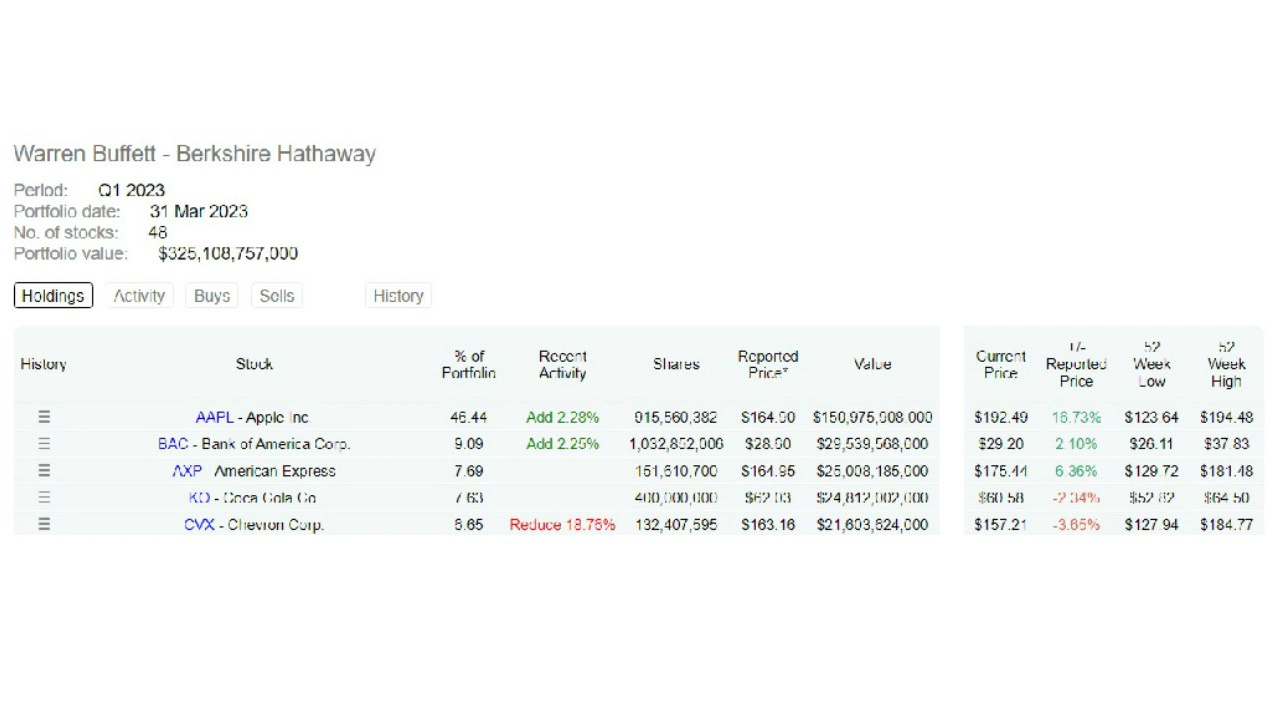 Warren Buffett - Berkshire Hathaway
Period: Q1 2023
Portfolio date: 31 Mar 2023
No. of stocks: 48
Portfolio value: $325,108,757,000
Holdings Activity Buys Sells History
History Stock % of Portfolio Recent Activity Shares Reported Price* Value Current Price +/- Reported Price 52 Week Low 52 Week High
☰ AAPL - Apple Inc. 46.44 Add 2.28% 915,560,382 $164.90 $150,975,908,000 $192.49 16.73% $123.64 $194.48
☰ BAC - Bank of America Corp. 9.09 Add 2.25% 1,032,852,006 $28.60 $29,539,568,000 $29.20 2.10% $26.11 $37.83
☰ AXP - American Express 7.69 151,610,700 $164.95 $25,008,185,000 $175.44 6.36% $129.72 $181.48
☰ KO - Coca Cola Co. 7.63 400,000,000 $62.03 $24,812,002,000 $60.58 -2.34% $52.82 $64.50
☰ CVX - Chevron Corp. 6.65 Reduce 18.76% 132,407,595 $163.16 $21,603,624,000 $157.21 -3.65% $127.94 $184.77